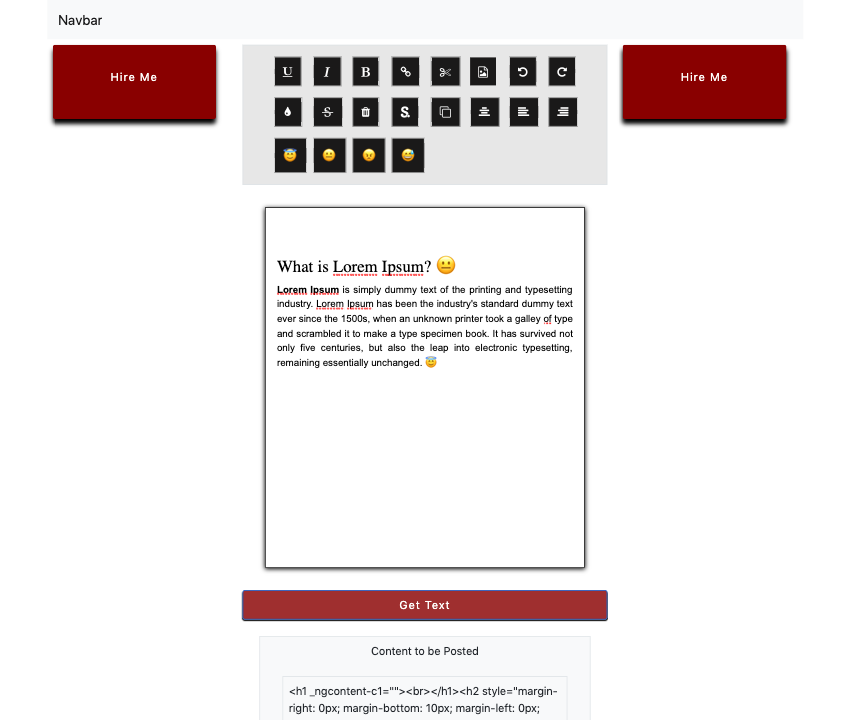 Navbar
Hire Me
Hire Me
U I B
S S
What is Lorem Ipsum? 😐
Lorem Ipsum is simply dummy text of the printing and typesetting
industry. Lorem Ipsum has been the industry's standard dummy text
ever since the 1500s, when an unknown printer took a galley of type
and scrambled it to make a type specimen book. It has survived not
only five centuries, but also the leap into electronic typesetting,
remaining essentially unchanged. 😇
Get Text
Content to be Posted
<h1 _ngcontent-c1=""><br></h1><h2 style="margin-
right: 0px; margin-bottom: 10px; margin-left: 0px;